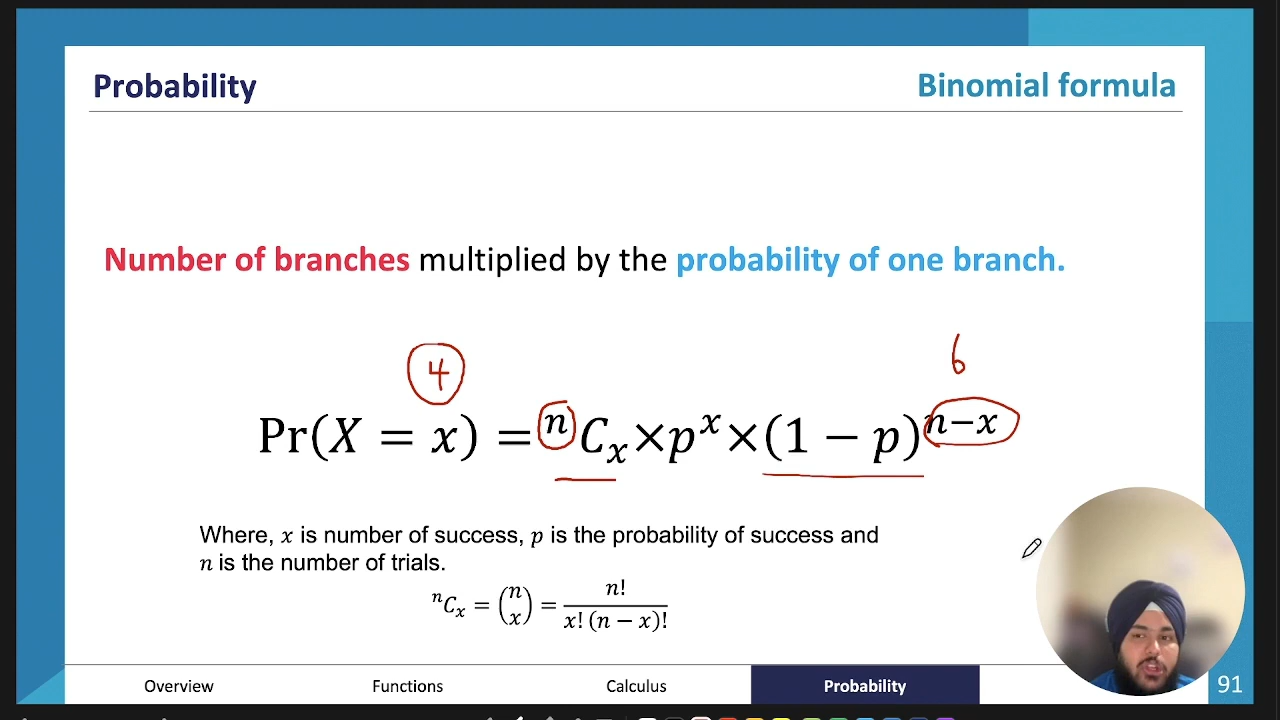 Probability
Binomial formula
Number of branches multiplied by the probability of one branch.
4
6
Pr(X = x) = ⁿCₓ × pˣ × (1 − p)ⁿ⁻ˣ
Where, x is number of success, p is the probability of success and
n is the number of trials.
ⁿCₓ = (n x) = n! / x! (n − x)!
Overview
Functions
Calculus
Probability
91